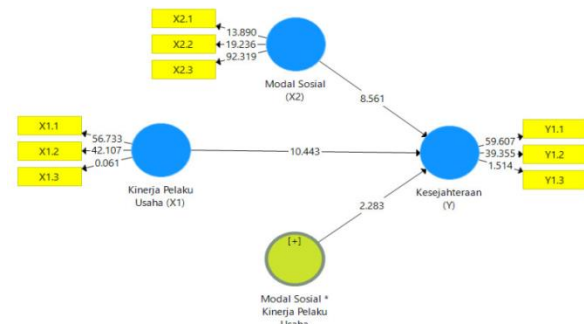 X2.1
13.890
X2.2
19.236
X2.3
92.319
Modal Sosial
(X2)
8.561
X1.1
56.733
X1.2
42.107
X1.3
0.061
Kinerja Pelaku
Usaha (X1)
10.443
59.607
Y1.1
39.355
Y1.2
1.514
Y1.3
Kesejahteraan
(Y)
2.283
[+]
Modal Sosial *
Kinerja Pelaku
Usaha